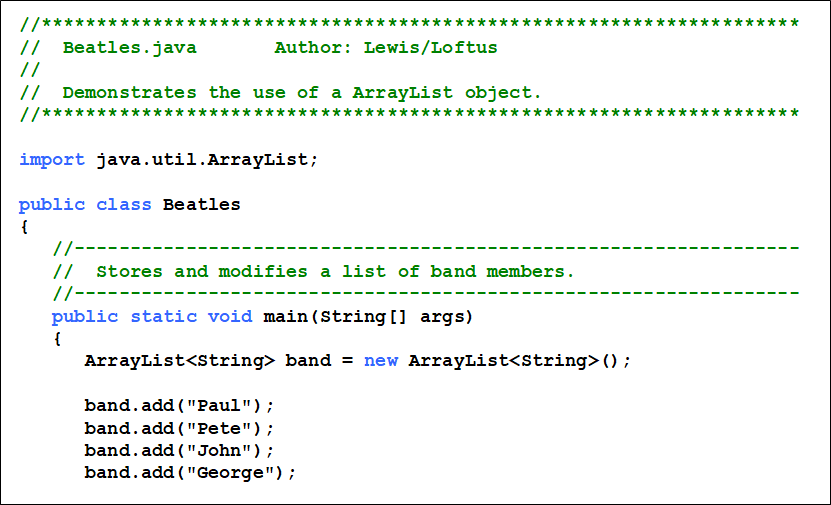 //********************************************************************
//  Beatles.java       Author: Lewis/Loftus
//
//  Demonstrates the use of a ArrayList object.
//********************************************************************
import java.util.ArrayList;
public class Beatles
{
   //-----------------------------------------------------------------
   //  Stores and modifies a list of band members.
   //-----------------------------------------------------------------
   public static void main(String[] args)
   {
      ArrayList<String> band = new ArrayList<String>();
      band.add("Paul");
      band.add("Pete");
      band.add("John");
      band.add("George");